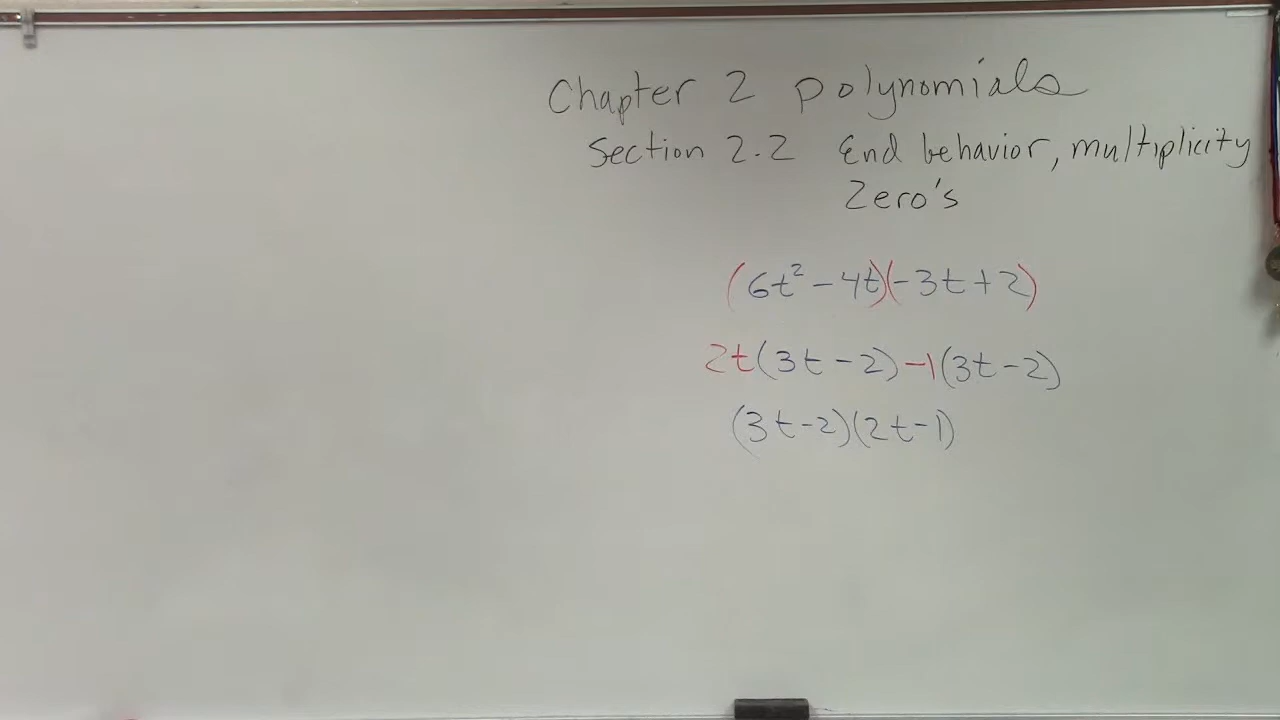 Chapter 2 polynomials
Section 2.2 End behavior, multiplicity
Zero's
(6t² - 4t)(-3t + 2)
2t(3t - 2) -1(3t - 2)
(3t - 2)(2t - 1)